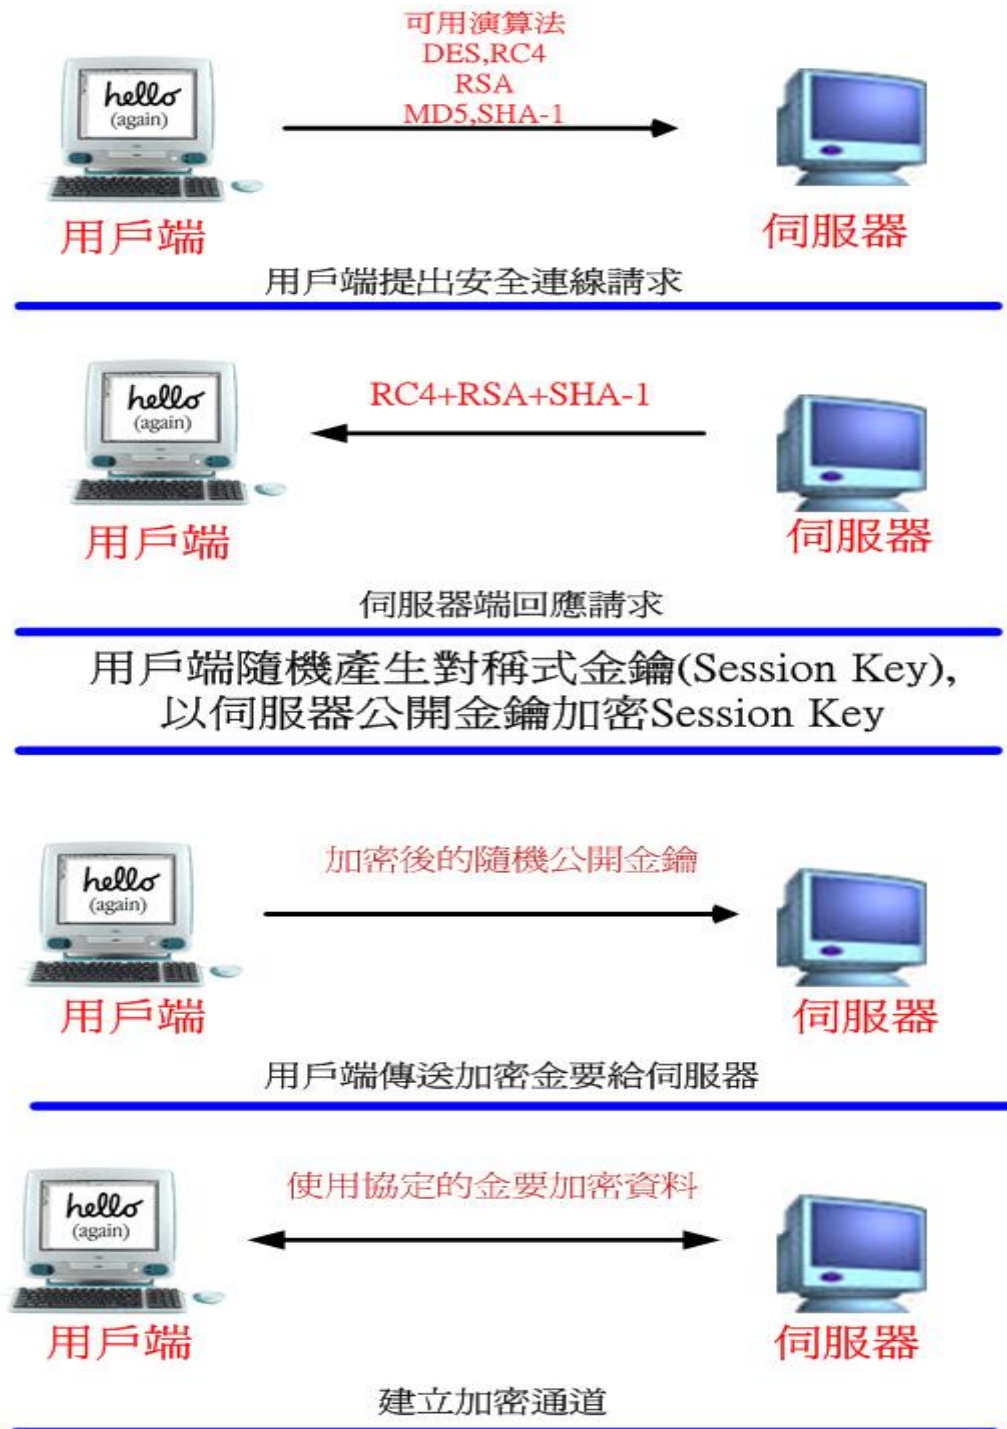 可用演算法
DES,RC4
RSA
MD5,SHA-1
hello
(again)
用戶端
伺服器
用戶端提出安全連線請求
RC4+RSA+SHA-1
hello
(again)
用戶端
伺服器
伺服器端回應請求
用戶端隨機產生對稱式金鑰(Session Key),
以伺服器公開金鑰加密Session Key
加密後的隨機公開金鑰
hello
(again)
用戶端
伺服器
用戶端傳送加密金要給伺服器
使用協定的金要加密資料
hello
(again)
用戶端
伺服器
建立加密通道